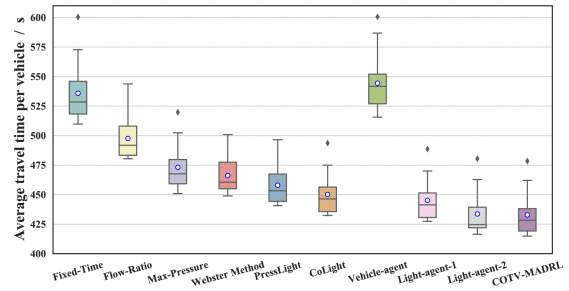 Average travel time per vehicle / s
600
575
550
525
500
475
450
425
400
Fixed-Time
Flow-Ratio
Max-Pressure
Webster Method
PressLight
CoLight
Vehicle-agent
Light-agent-1
Light-agent-2
COTV-MADRL